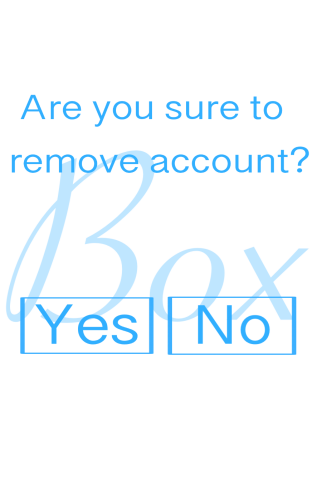 Are you sure to
remove account?
Box
Yes No